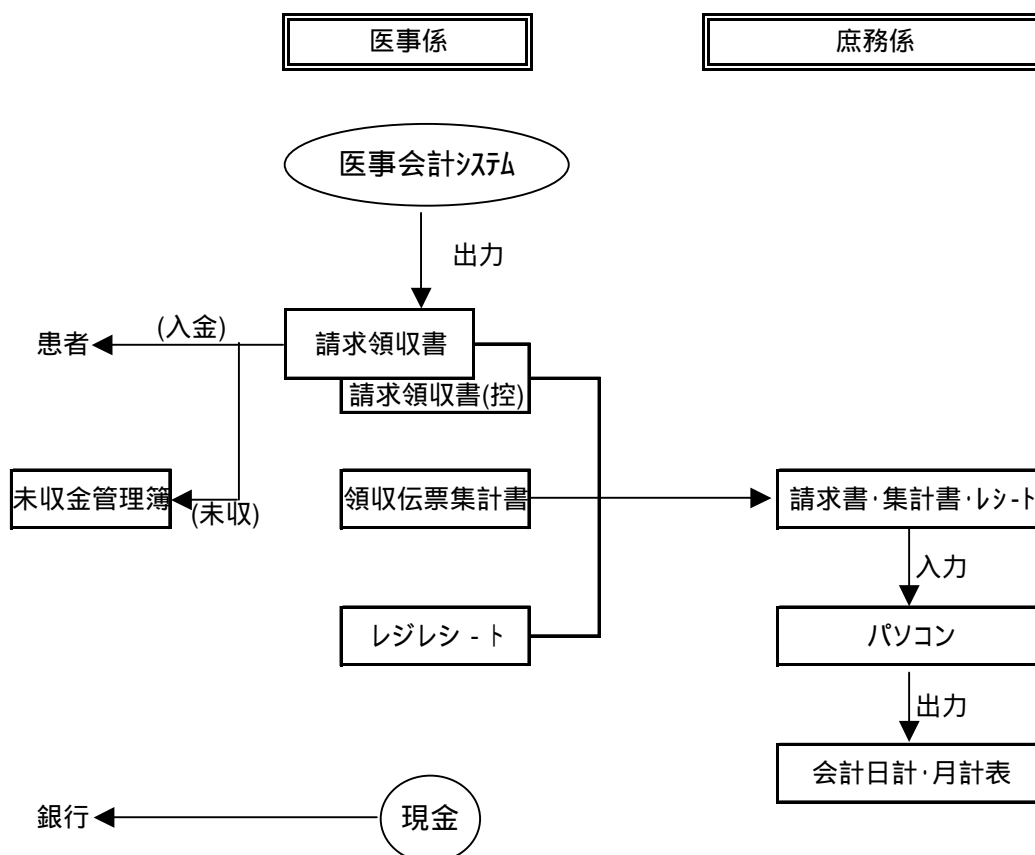 医事係
庶務係
医事会計ｼｽﾃﾑ
出力
患者
(入金)
請求領収書
請求領収書(控)
未収金管理簿
(未収)
領収伝票集計書
請求書･集計書･ﾚｼ-ﾄ
入力
レジレシ - ト
パソコン
出力
会計日計･月計表
銀行
現金